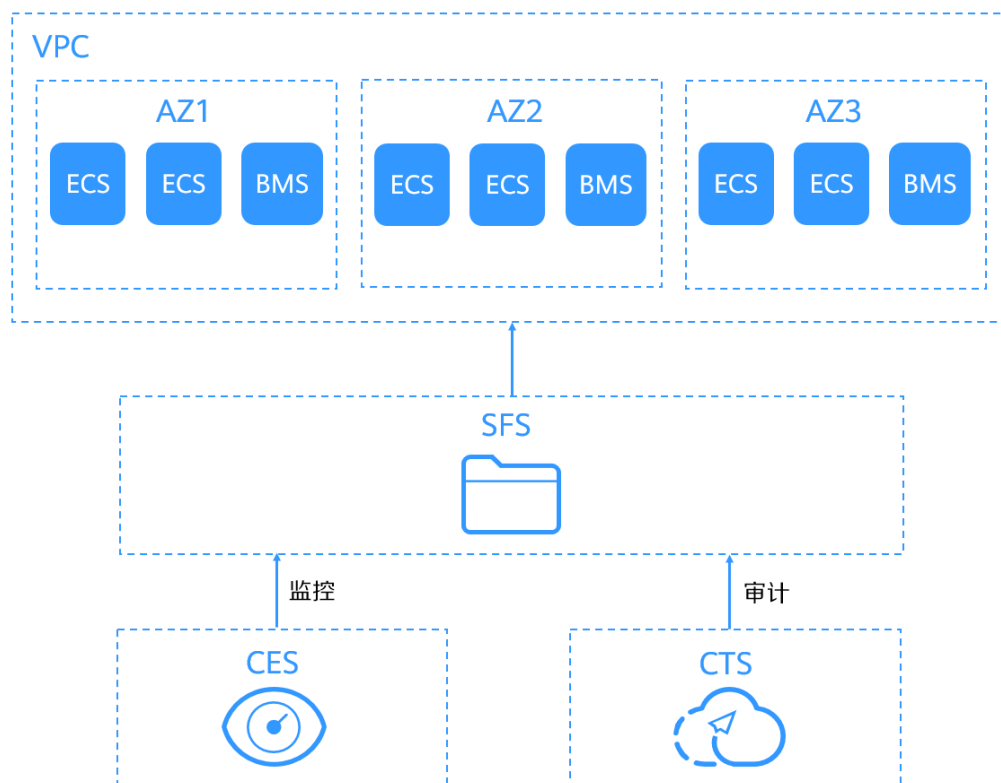 VPC
AZ1
AZ2
AZ3
ECS ECS BMS
ECS ECS BMS
ECS ECS BMS
SFS
监控
审计
CES
CTS